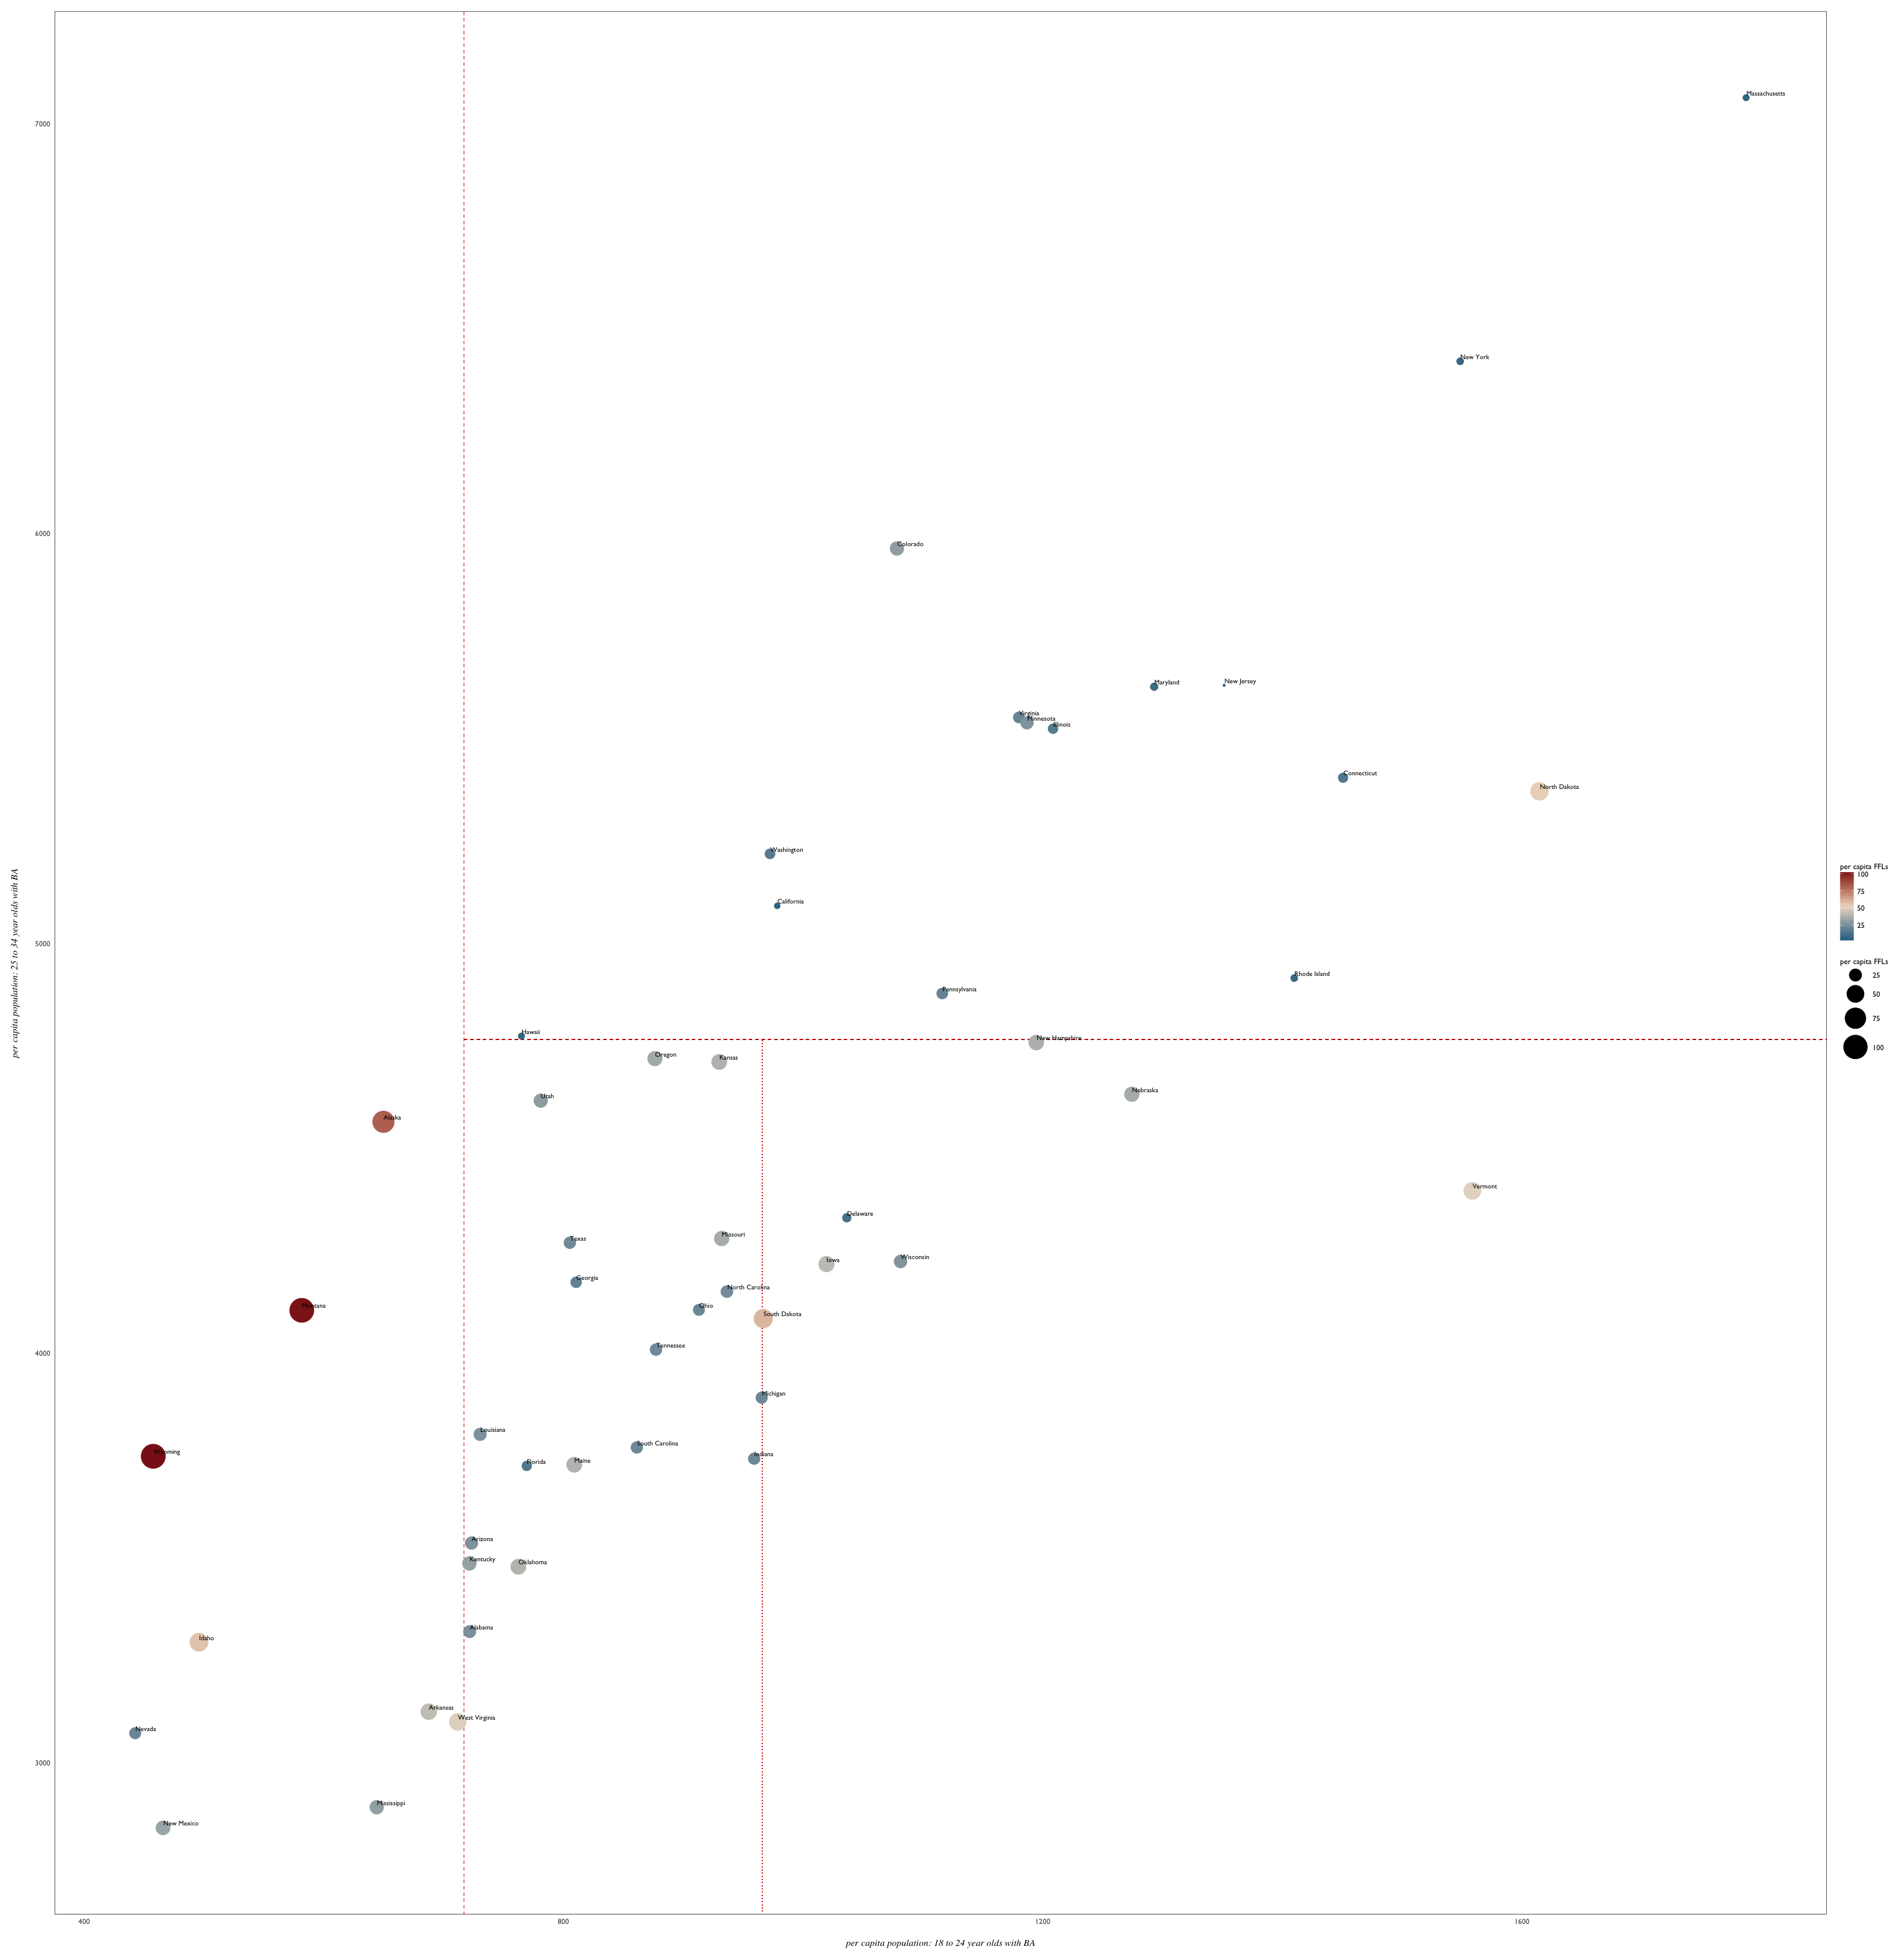 Massachusetts
7000
New York
6000
Colorado
Maryland
New Jersey
Virginia
Minnesota
Illinois
Connecticut
North Dakota
Washington
per capita FFLs
100
75
50
25
per capita population: 25 to 34 year olds with BA
California
5000
per capita FFLs
25
50
75
100
Rhode Island
Pennsylvania
Hawaii
New Hampshire
Oregon
Kansas
Nebraska
Utah
Alaska
Vermont
Delaware
Missouri
Texas
Wisconsin
Iowa
Georgia
North Carolina
Montana
Ohio
South Dakota
4000
Tennessee
Michigan
Louisiana
South Carolina
Wyoming
Indiana
Florida
Maine
Arizona
Kentucky
Oklahoma
Alabama
Idaho
Arkansas
West Virginia
Nevada
3000
Mississippi
New Mexico
400
800
1200
1600
per capita population: 18 to 24 year olds with BA